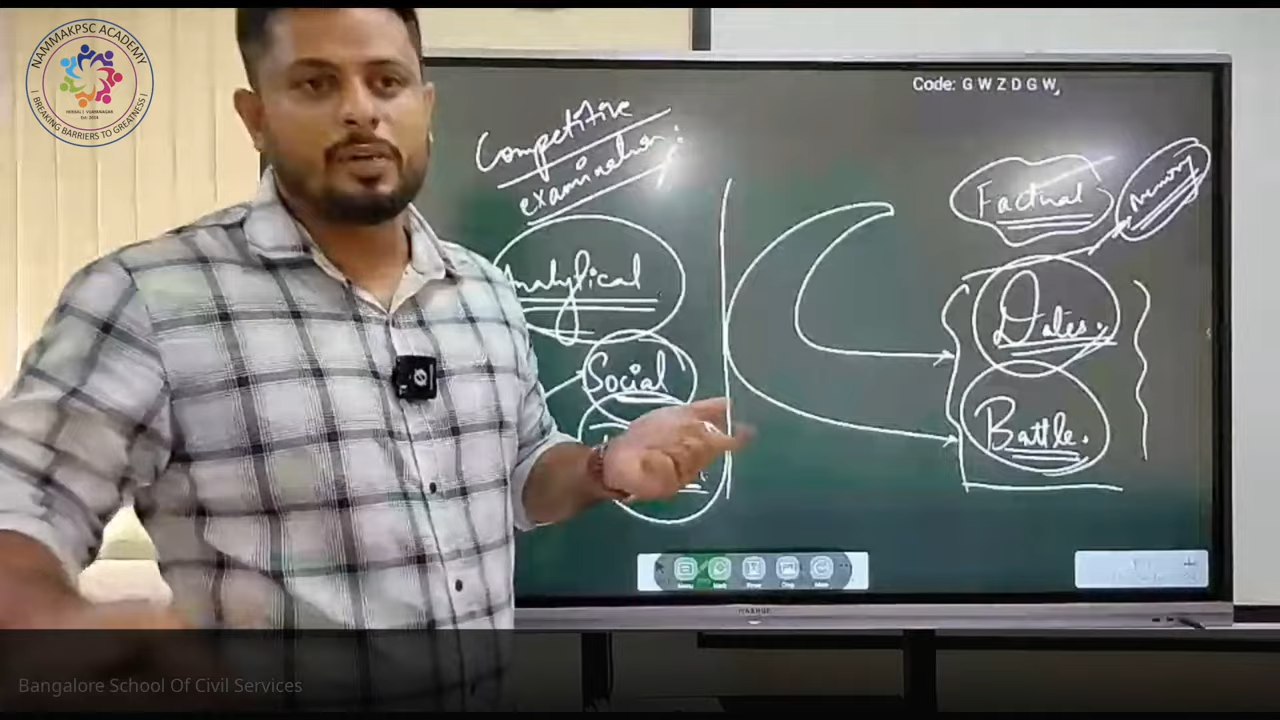 NAMMAKPSC ACADEMY
| BREAKING BARRIERS TO GREATNESS |
Code: G W Z D G W
Competitive
examination:
Analytical
Social
Factual
Memory
Dates.
Battle.
Bangalore School Of Civil Services